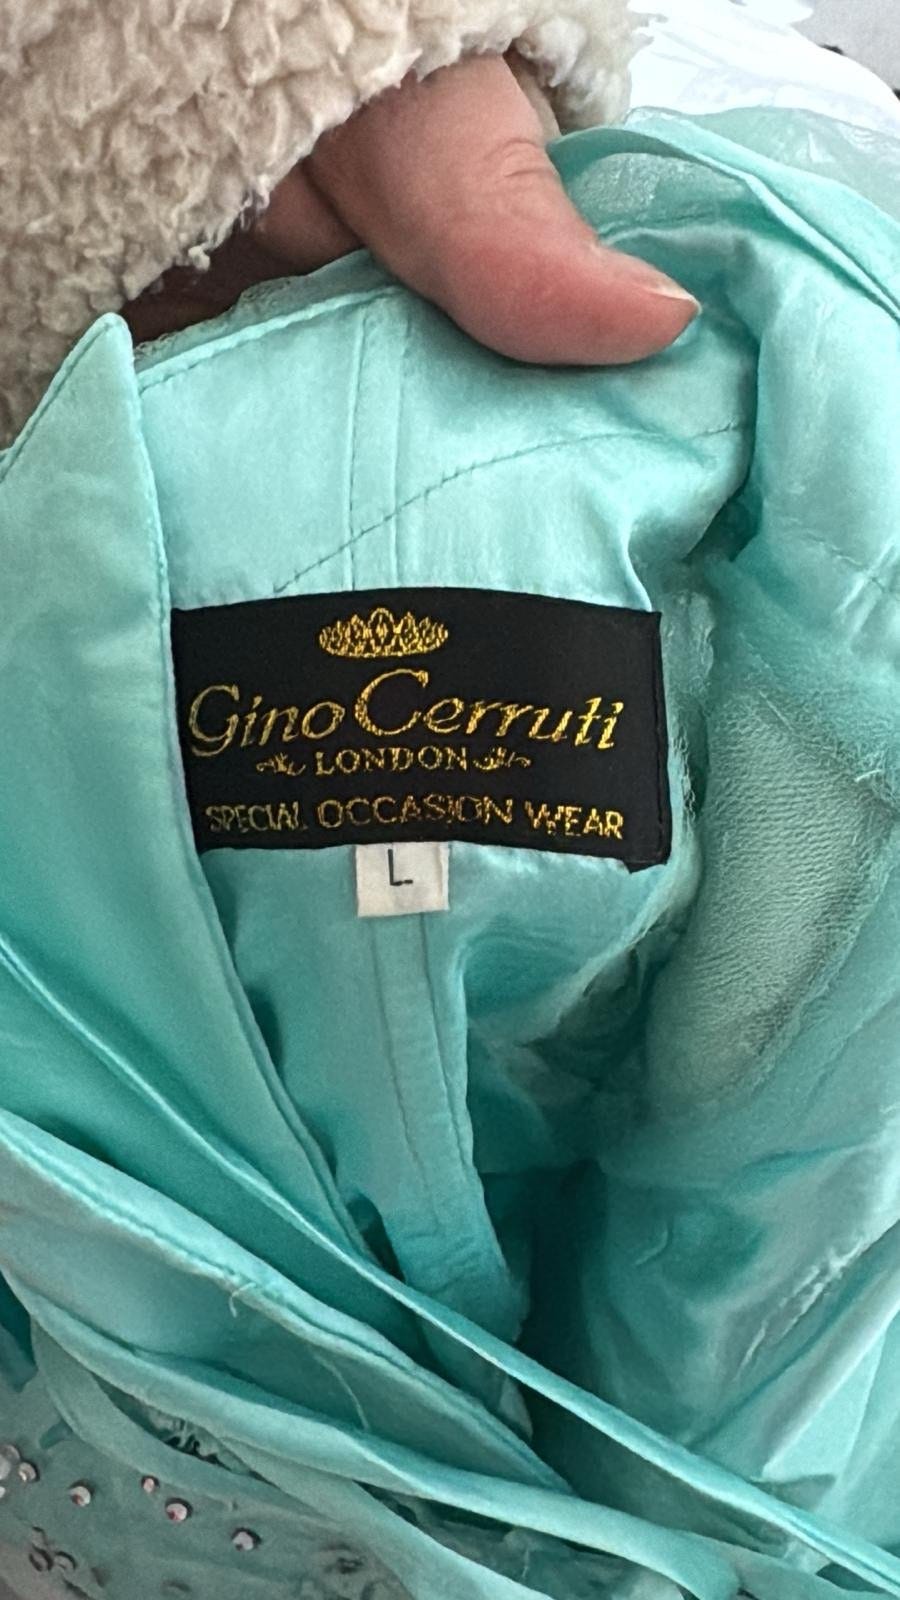 Gino Cerruti
LONDON
SPECIAL OCCASION WEAR
L